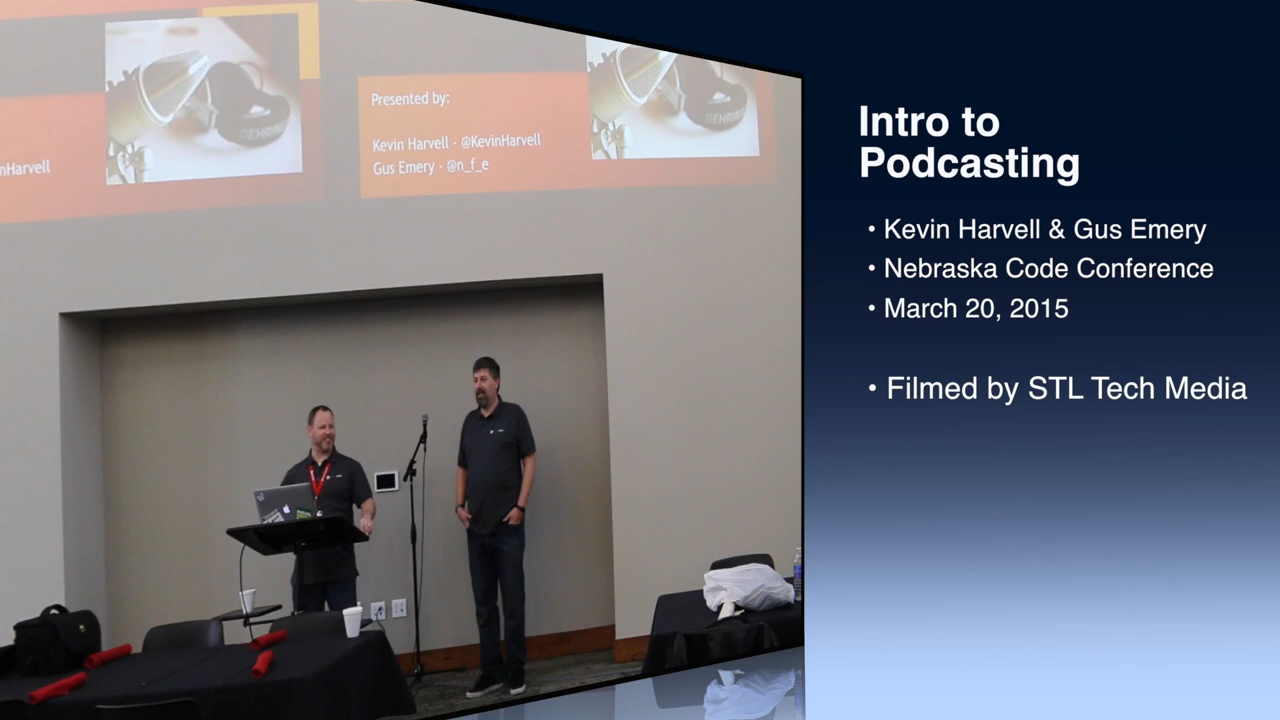 nHarvell
Presented by:
Kevin Harvell - @KevinHarvell
Gus Emery - @n_f_e
BEHRINGER
Intro to
Podcasting
• Kevin Harvell & Gus Emery
• Nebraska Code Conference
• March 20, 2015
• Filmed by STL Tech Media